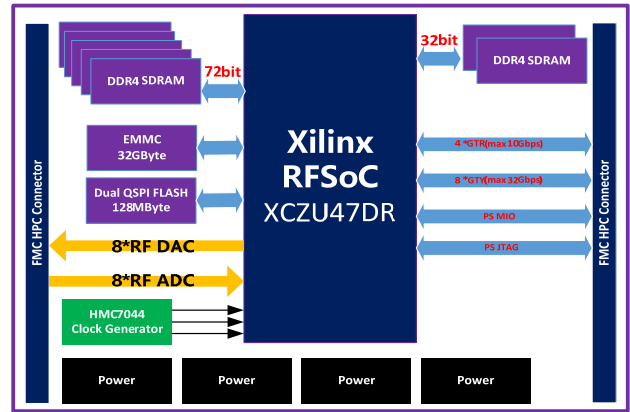 FMC HPC Connector
DDR4 SDRAM
72bit
EMMC
32GByte
Dual QSPI FLASH
128MByte
8*RF DAC
8*RF ADC
HMC7044
Clock Generator
Xilinx
RFSoC
XCZU47DR
32bit
DDR4 SDRAM
4 *GTR(max 10Gbps)
8 *GTY(max 32Gbps)
PS MIO
PS JTAG
FMC HPC Connector
Power
Power
Power
Power